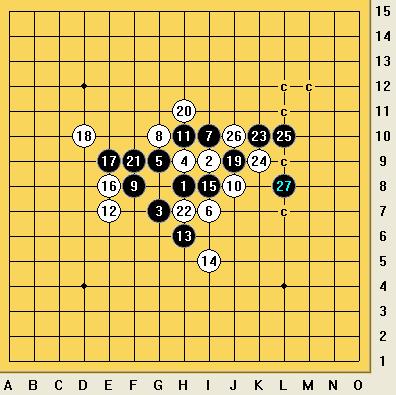 15
14
13
c c 12
20 c 11
18 8 11 7 26 23 25 10
17 21 5 4 2 19 24 c 9
16 9 1 15 10 27 8
12 3 22 6 c 7
13 6
14 5
4
3
2
1
A B C D E F G H I J K L M N O